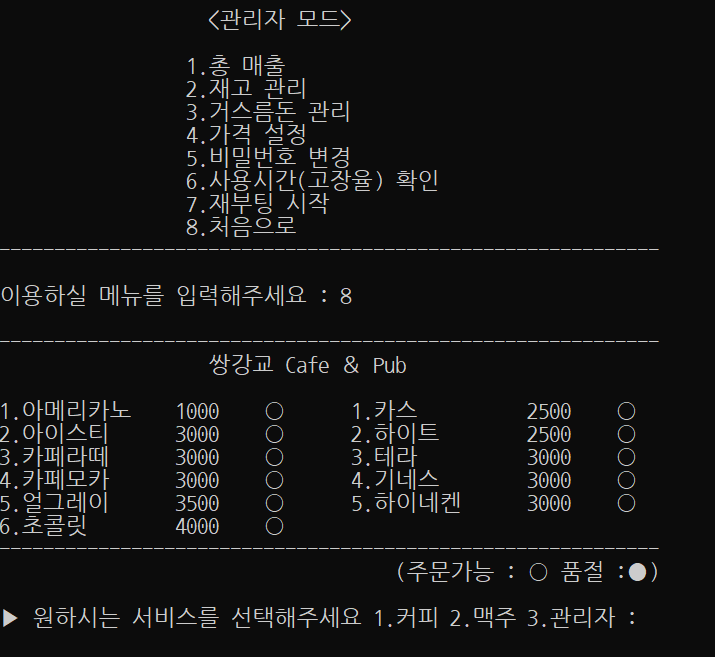 <관리자 모드>
1.총 매출
2.재고 관리
3.거스름돈 관리
4.가격 설정
5.비밀번호 변경
6.사용시간(고장율) 확인
7.재부팅 시작
8.처음으로
------------------------------------------------------------
이용하실 메뉴를 입력해주세요 : 8
------------------------------------------------------------
쌍강교 Cafe & Pub
1.아메리카노 1000 ○ 1.카스 2500 ○
2.아이스티 3000 ○ 2.하이트 2500 ○
3.카페라떼 3000 ○ 3.테라 3000 ○
4.카페모카 3000 ○ 4.기네스 3000 ○
5.얼그레이 3500 ○ 5.하이네켄 3000 ○
6.초콜릿 4000 ○
------------------------------------------------------------
(주문가능 : ○ 품절 :●)
▶ 원하시는 서비스를 선택해주세요 1.커피 2.맥주 3.관리자 :